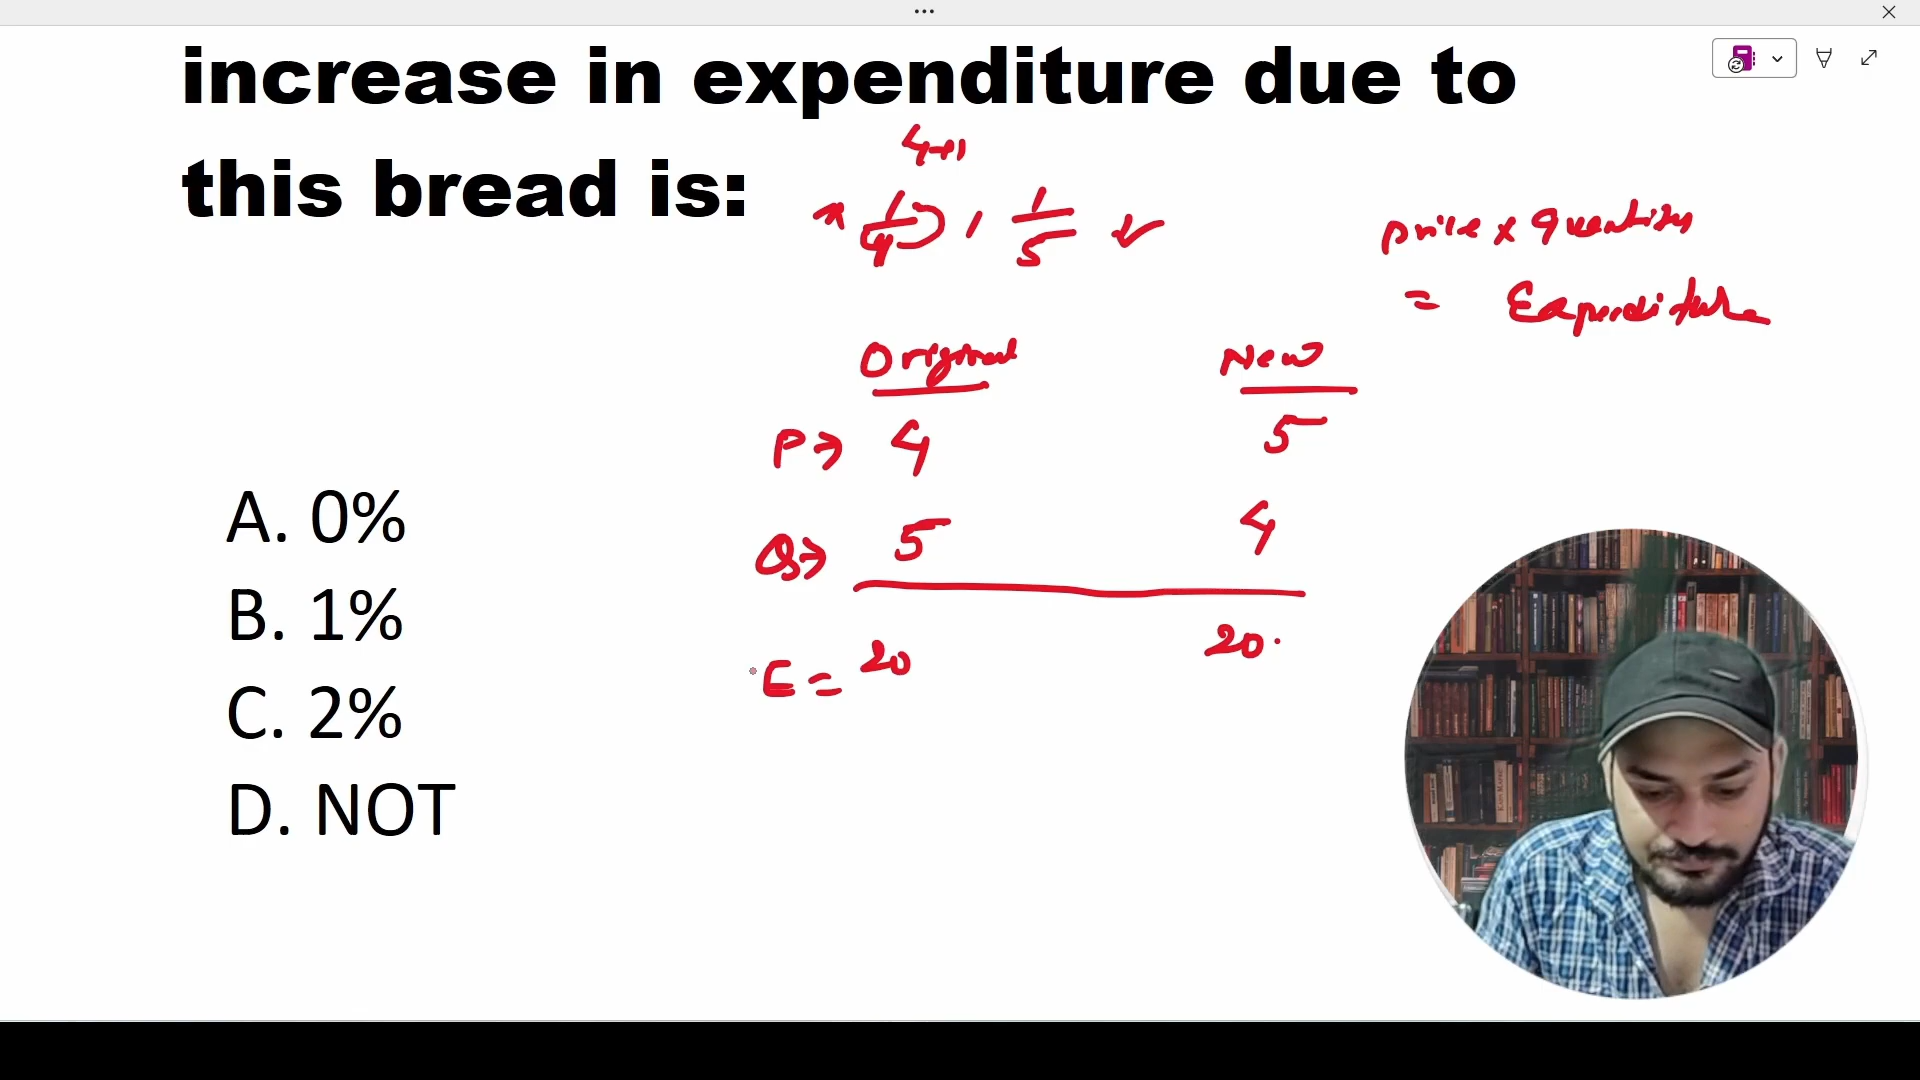 increase in expenditure due to
this bread is:
4+1
1/4 , 1/5
price x Quantity
= Expenditure
Original New
P → 4 5
Q → 5 4
E = 20 20
A. 0%
B. 1%
C. 2%
D. NOT